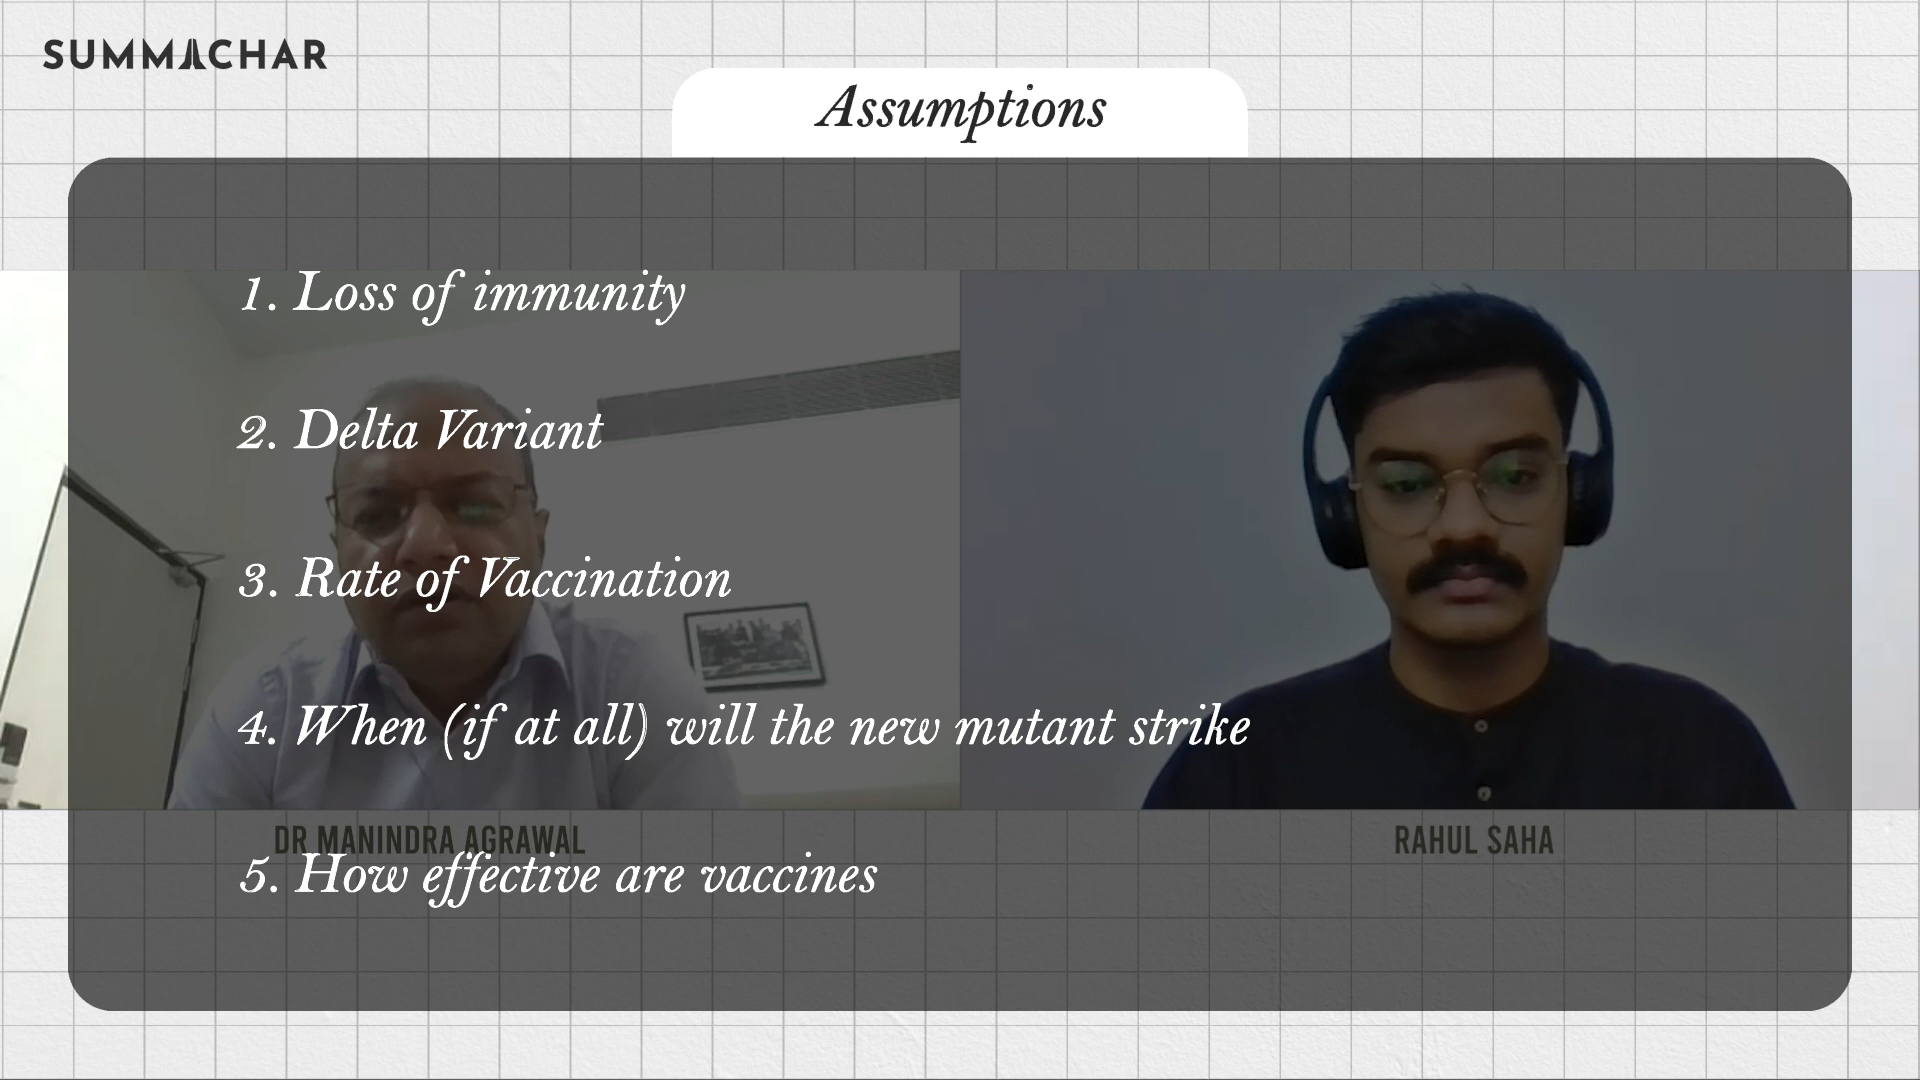 SUMMACHAR
Assumptions
1. Loss of immunity
2. Delta Variant
3. Rate of Vaccination
4. When (if at all) will the new mutant strike
DR MANINDRA AGRAWAL
RAHUL SAHA
5. How effective are vaccines